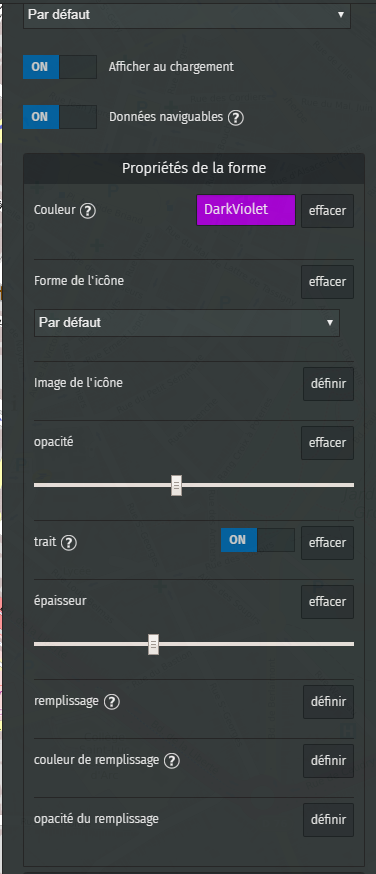 Par défaut
ON Afficher au chargement
ON Données naviguables ?
Propriétés de la forme
Couleur ? DarkViolet effacer
Forme de l'icône effacer
Par défaut
Image de l'icône définir
opacité effacer
trait ? ON effacer
épaisseur effacer
remplissage ? définir
couleur de remplissage ? définir
opacité du remplissage définir